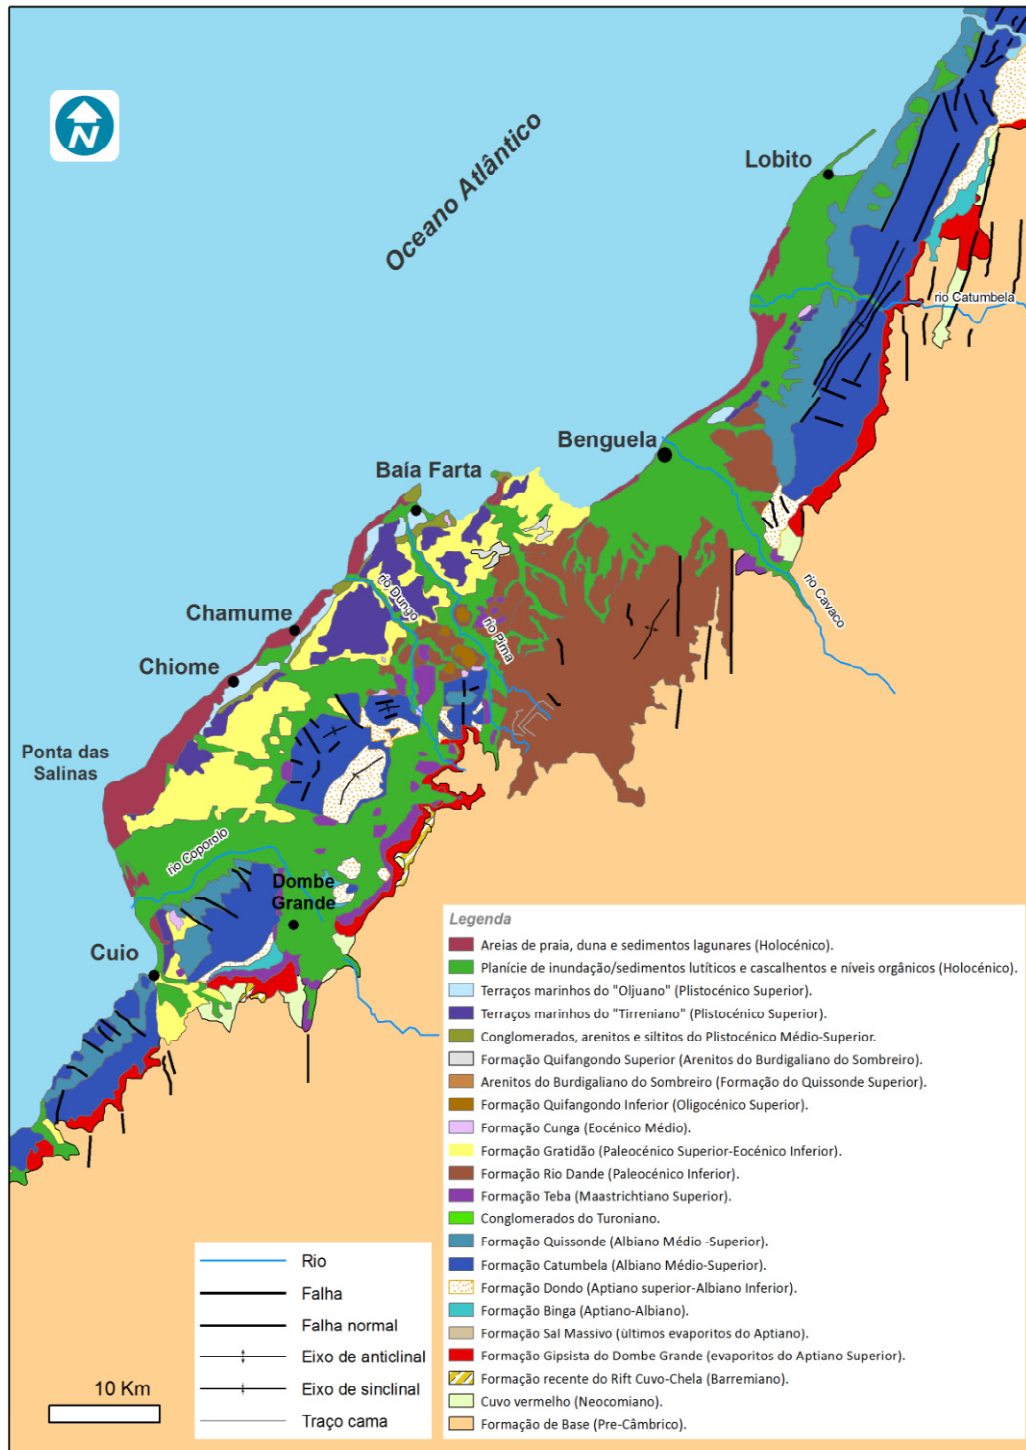 N
Oceano Atlântico
Lobito
rio Catumbela
Benguela
Baía Farta
rio Cavaco
rio Dungo
rio Pima
Chamume
Chiome
Ponta das
Salinas
rio Coporolo
Dombe
Grande
Cuio
Legenda
Areias de praia, duna e sedimentos lagunares (Holocénico).
Planície de inundação/sedimentos lutíticos e cascalhentos e níveis orgânicos (Holocénico).
Terraços marinhos do "Oljuano" (Plistocénico Superior).
Terraços marinhos do "Tirreniano" (Plistocénico Superior).
Conglomerados, arenitos e siltitos do Plistocénico Médio-Superior.
Formação Quifangondo Superior (Arenitos do Burdigaliano do Sombreiro).
Arenitos do Burdigaliano do Sombreiro (Formação do Quissonde Superior).
Formação Quifangondo Inferior (Oligocénico Superior).
Formação Cunga (Eocénico Médio).
Formação Gratidão (Paleocénico Superior-Eocénico Inferior).
Formação Rio Dande (Paleocénico Inferior).
Formação Teba (Maastrichtiano Superior).
Conglomerados do Turoniano.
Formação Quissonde (Albiano Médio -Superior).
Formação Catumbela (Albiano Médio-Superior).
Formação Dondo (Aptiano superior-Albiano Inferior).
Formação Binga (Aptiano-Albiano).
Formação Sal Massivo (ùltimos evaporitos do Aptiano).
Formação Gipsista do Dombe Grande (evaporitos do Aptiano Superior).
Formação recente do Rift Cuvo-Chela (Barremiano).
Cuvo vermelho (Neocomiano).
Formação de Base (Pre-Câmbrico).
Rio
Falha
Falha normal
Eixo de anticlinal
Eixo de sinclinal
Traço cama
10 Km